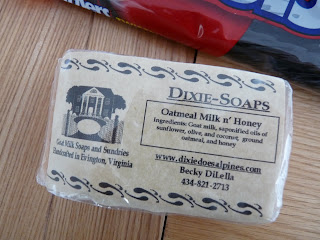 DIXIE-SOAPS
Oatmeal Milk n' Honey
Ingredients: Goat milk, saponified oils of
sunflower, olive, and coconut, ground
oatmeal, and honey
Goat Milk Soaps and Sundries
Handcrafted in Evington, Virginia
www.dixiedoesalpines.com
Becky DiLella
434-821-2713